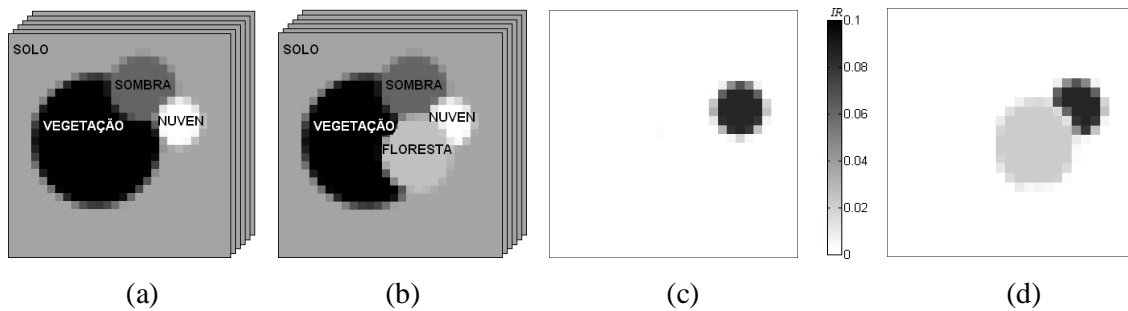 SOLO
SOMBRA
VEGETAÇÃO
NUVEN
SOLO
SOMBRA
VEGETAÇÃO
NUVEN
FLORESTA
IR
0.1
0.08
0.06
0.04
0.02
0
(a)
(b)
(c)
(d)